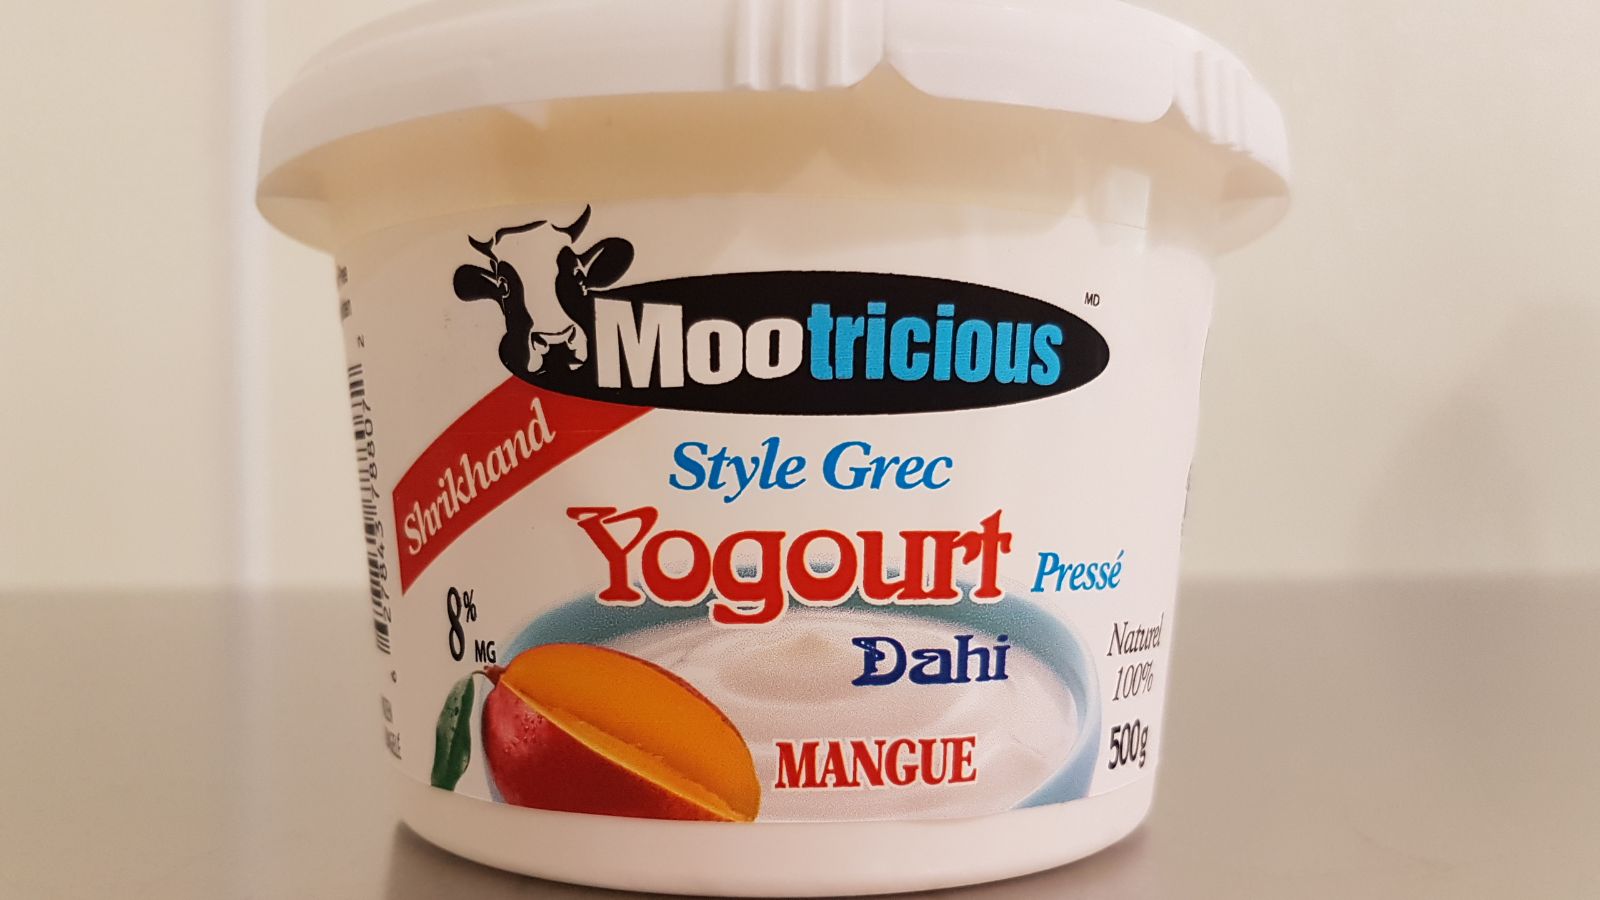 Mootricious
MD
Shrikhand
Style Grec
Yogourt Pressé
Dahi
8%
MG
Naturel
100%
MANGUE
500g